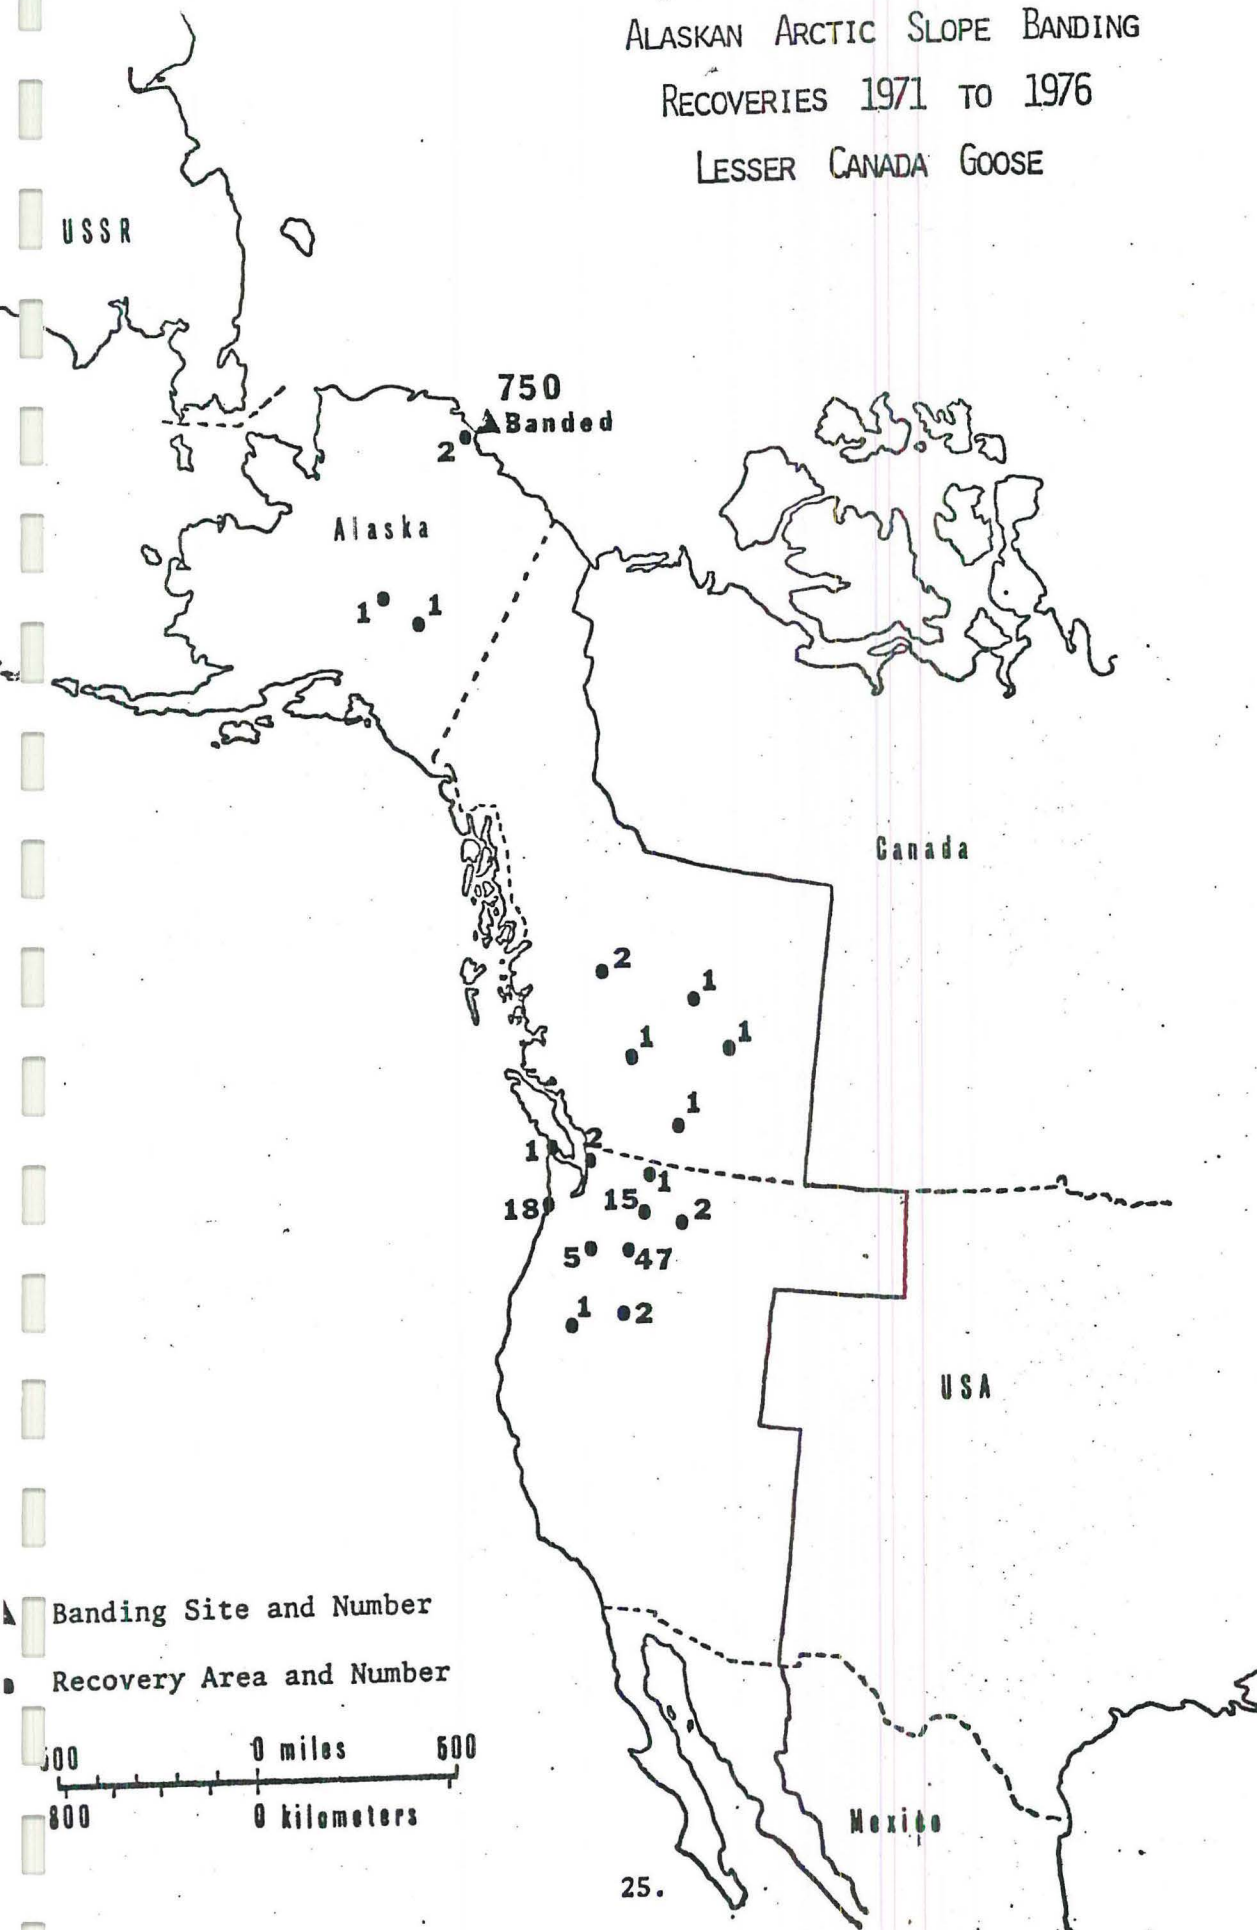 ALASKAN ARCTIC SLOPE BANDING
RECOVERIES 1971 TO 1976
LESSER CANADA GOOSE
USSR
750
Banded
2
Alaska
1 1
Canada
2
1
1
1
1
2
1
1
18
15
2
5
47
1
2
USA
Banding Site and Number
Recovery Area and Number
500 0 miles 500
800 0 kilometers
Mexico
25.